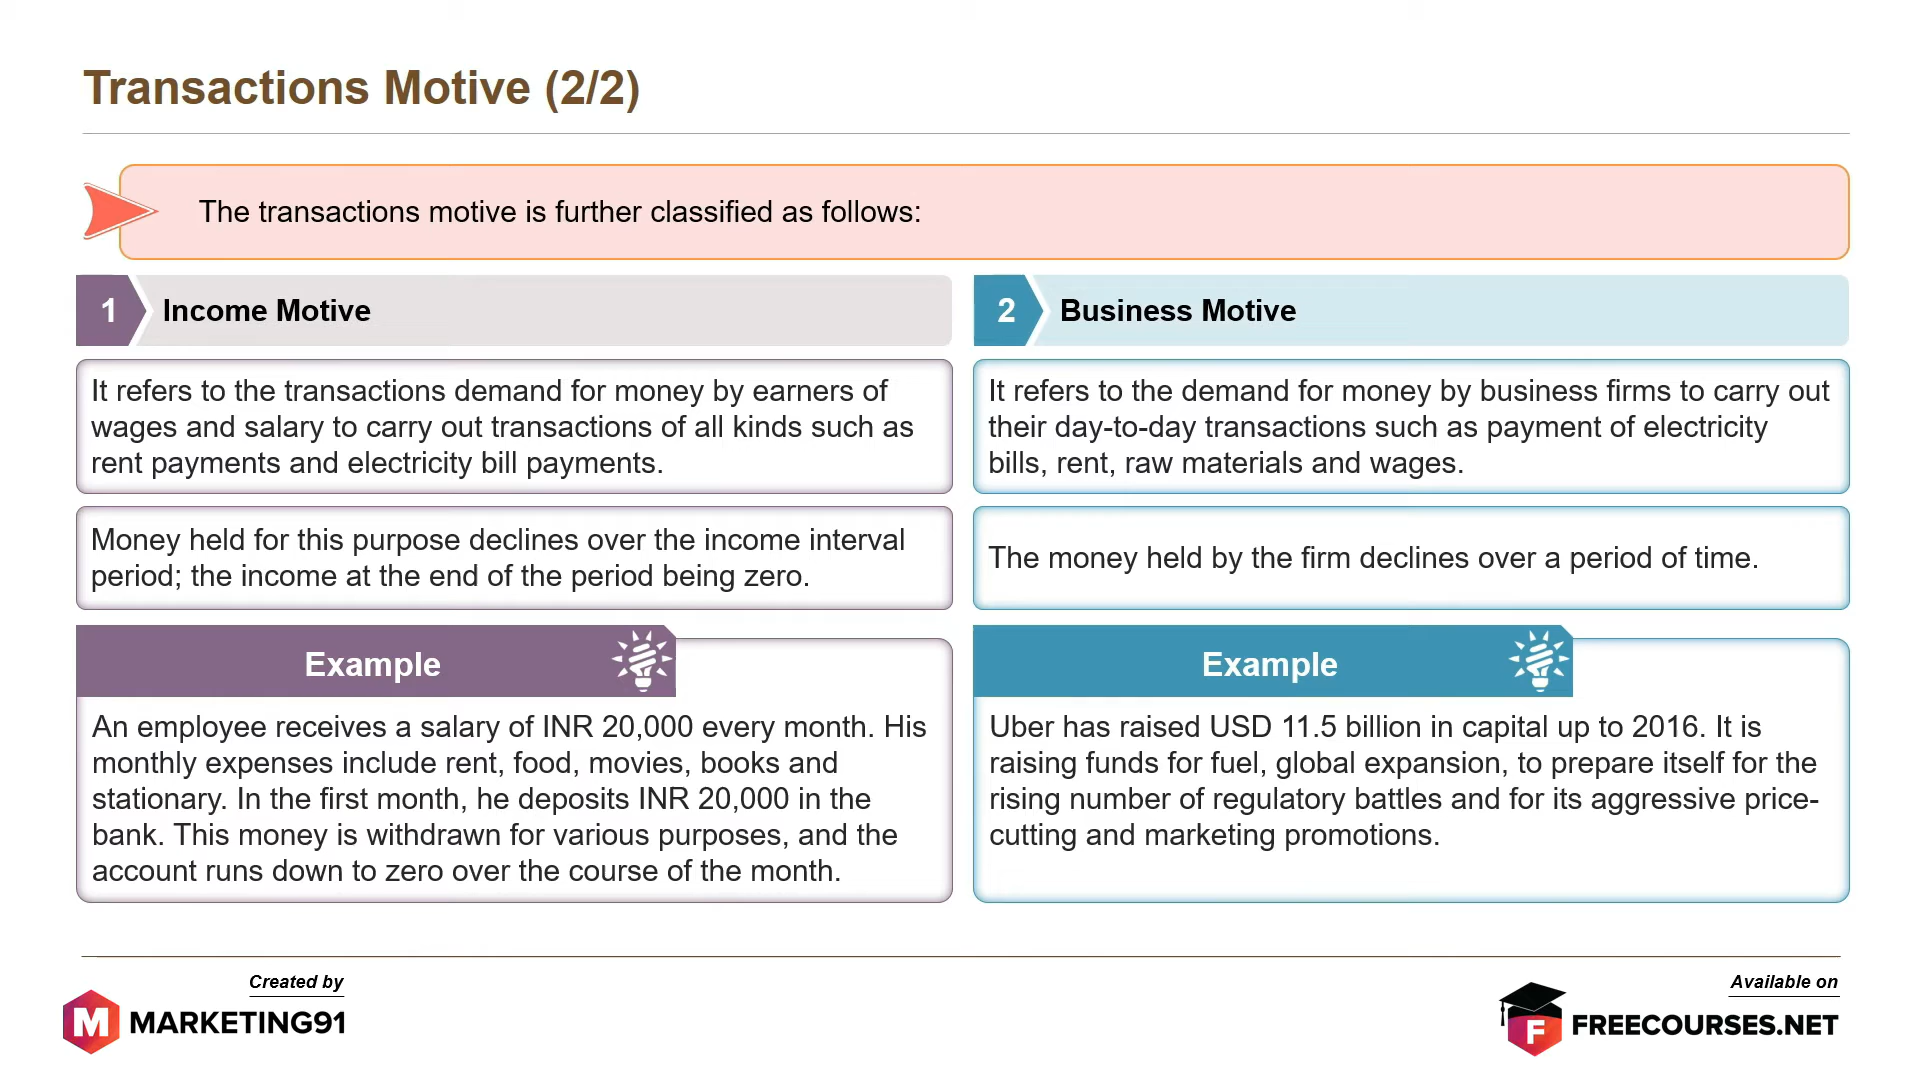 Transactions Motive (2/2)
The transactions motive is further classified as follows:
1 Income Motive
It refers to the transactions demand for money by earners of
wages and salary to carry out transactions of all kinds such as
rent payments and electricity bill payments.
Money held for this purpose declines over the income interval
period; the income at the end of the period being zero.
Example
An employee receives a salary of INR 20,000 every month. His
monthly expenses include rent, food, movies, books and
stationary. In the first month, he deposits INR 20,000 in the
bank. This money is withdrawn for various purposes, and the
account runs down to zero over the course of the month.
2 Business Motive
It refers to the demand for money by business firms to carry out
their day-to-day transactions such as payment of electricity
bills, rent, raw materials and wages.
The money held by the firm declines over a period of time.
Example
Uber has raised USD 11.5 billion in capital up to 2016. It is
raising funds for fuel, global expansion, to prepare itself for the
rising number of regulatory battles and for its aggressive price-
cutting and marketing promotions.
Created by
M MARKETING91
Available on
F FREECOURSES.NET